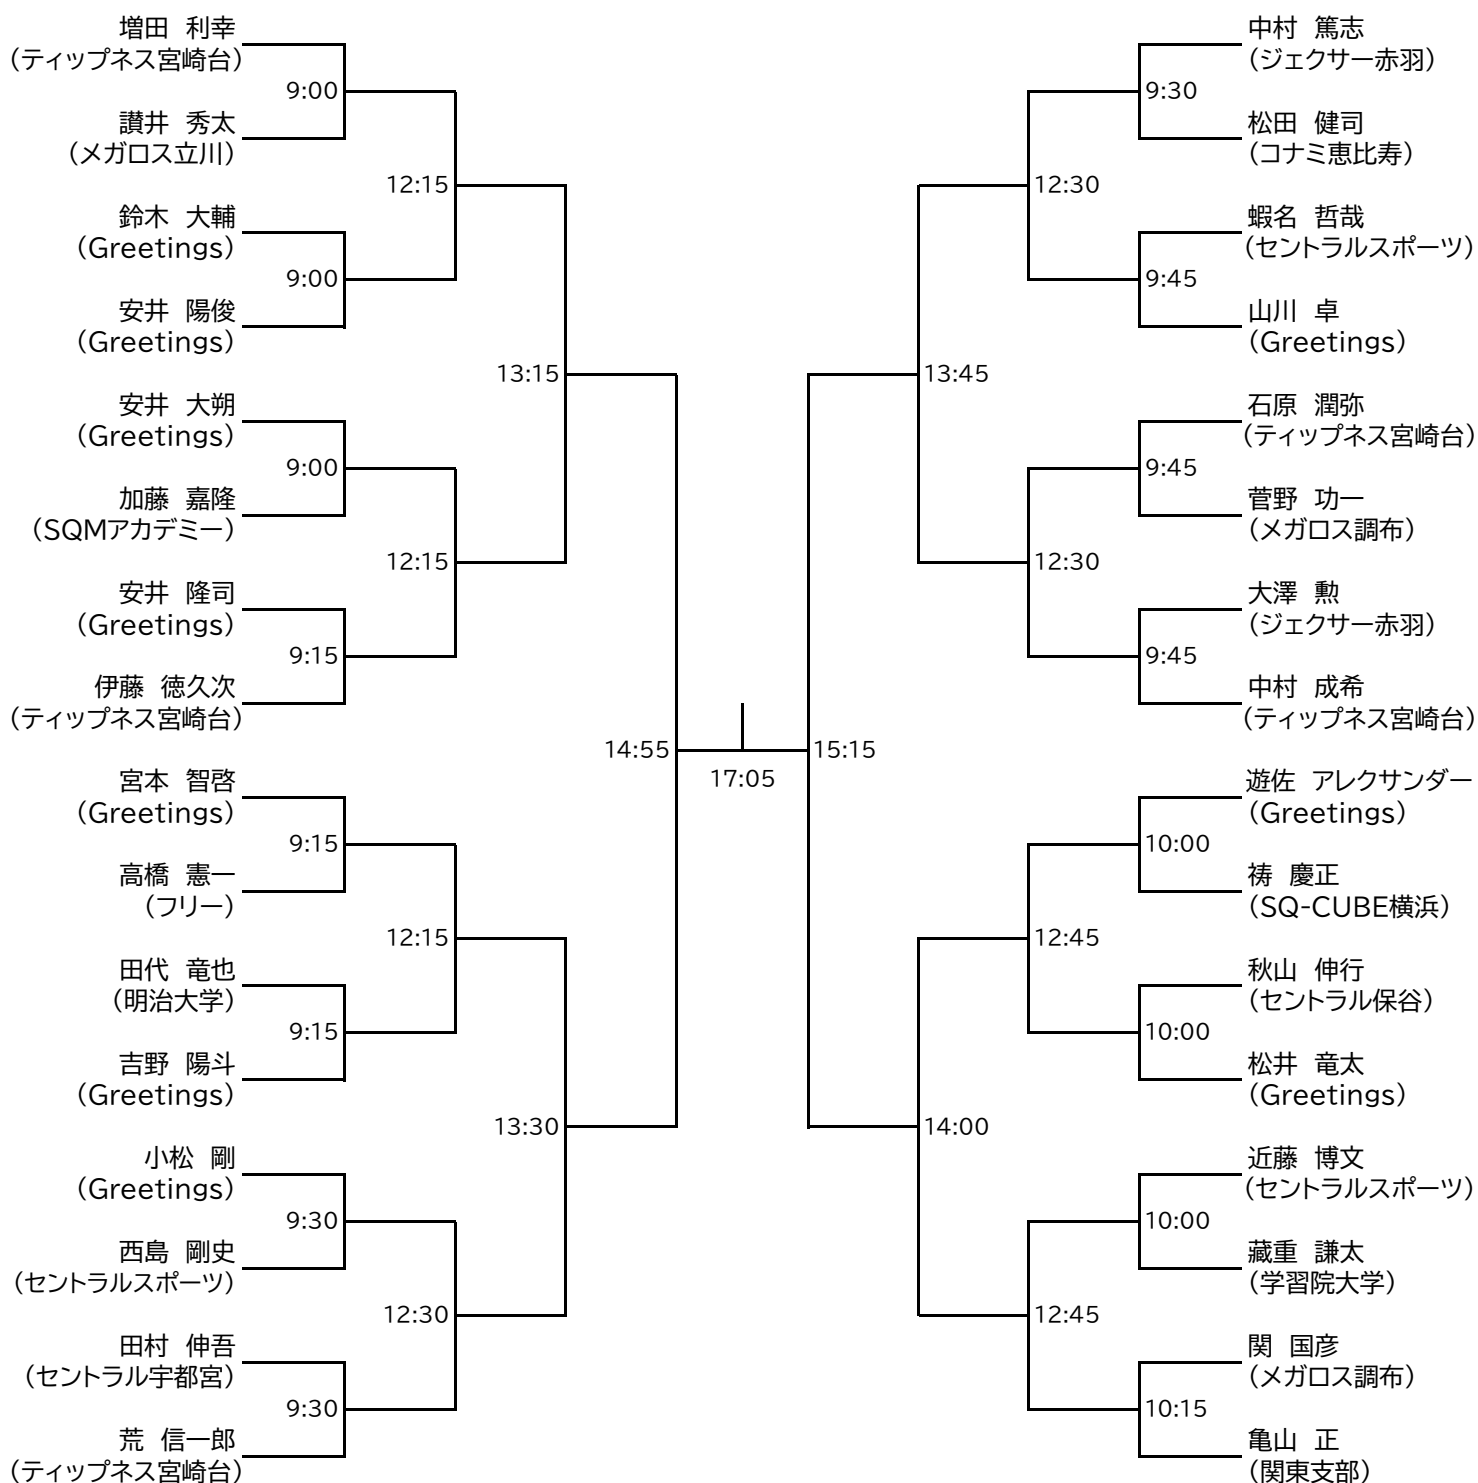 増田 利幸
(ティップネス宮崎台)
9:00
讃井 秀太
(メガロス立川)
12:15
鈴木 大輔
(Greetings)
9:00
安井 陽俊
(Greetings)
13:15
安井 大朔
(Greetings)
9:00
加藤 嘉隆
(SQMアカデミー)
12:15
安井 隆司
(Greetings)
9:15
伊藤 徳久次
(ティップネス宮崎台)
14:55
宮本 智啓
(Greetings)
9:15
高橋 憲一
(フリー)
12:15
田代 竜也
(明治大学)
9:15
吉野 陽斗
(Greetings)
13:30
小松 剛
(Greetings)
9:30
西島 剛史
(セントラルスポーツ)
12:30
田村 伸吾
(セントラル宇都宮)
9:30
荒 信一郎
(ティップネス宮崎台)
17:05
中村 篤志
(ジェクサー赤羽)
9:30
松田 健司
(コナミ恵比寿)
12:30
蝦名 哲哉
(セントラルスポーツ)
9:45
山川 卓
(Greetings)
13:45
石原 潤弥
(ティップネス宮崎台)
9:45
菅野 功一
(メガロス調布)
12:30
大澤 勲
(ジェクサー赤羽)
9:45
中村 成希
(ティップネス宮崎台)
15:15
遊佐 アレクサンダー
(Greetings)
10:00
祷 慶正
(SQ-CUBE横浜)
12:45
秋山 伸行
(セントラル保谷)
10:00
松井 竜太
(Greetings)
14:00
近藤 博文
(セントラルスポーツ)
10:00
藏重 謙太
(学習院大学)
12:45
関 国彦
(メガロス調布)
10:15
亀山 正
(関東支部)